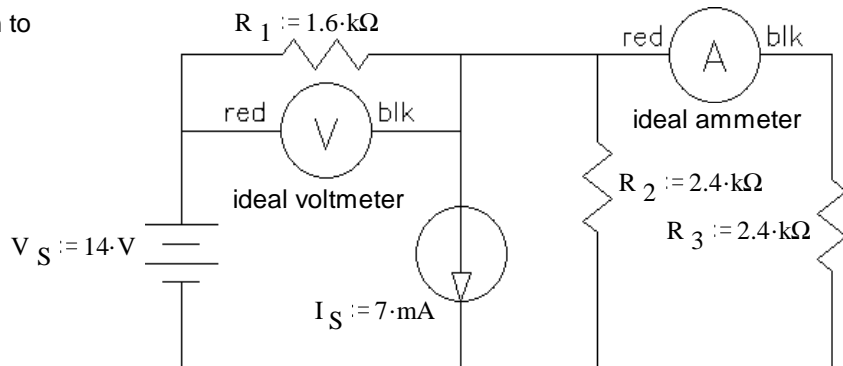 n to
R 1 := 1.6·kΩ
red A blk
red V blk
ideal ammeter
ideal voltmeter
R 2 := 2.4·kΩ
R 3 := 2.4·kΩ
V S := 14·V
I S := 7·mA